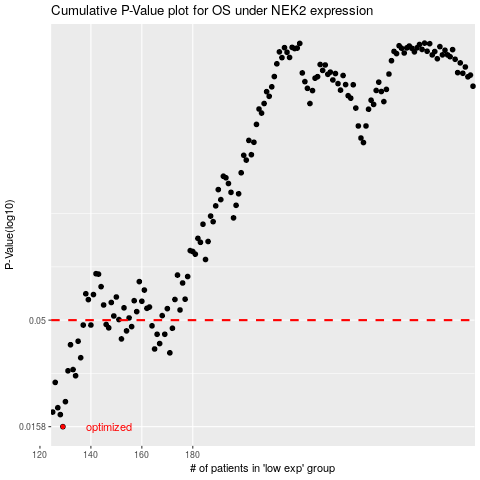 Cumulative P-Value plot for OS under NEK2 expression
P-Value(log10)
0.05
0.0158
optimized
120 140 160 180
# of patients in 'low exp' group